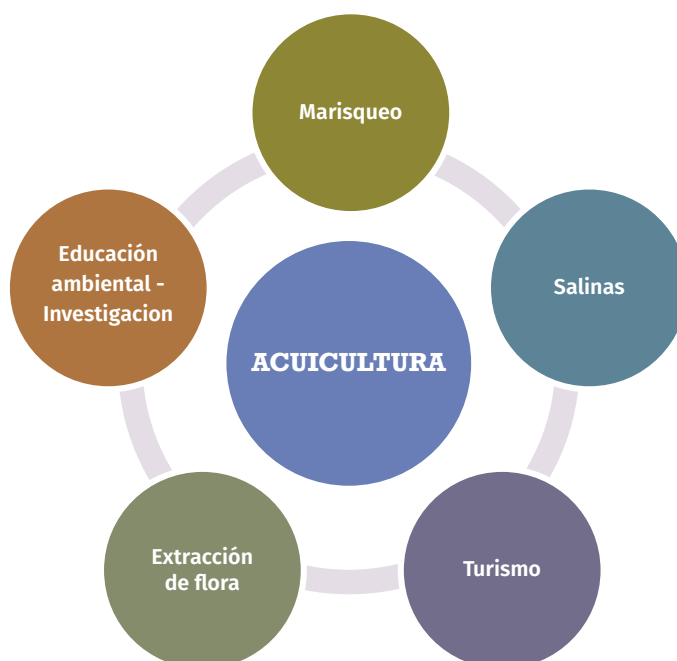 Marisqueo
Educación
ambiental -
Investigacion
Salinas
ACUICULTURA
Extracción
de flora
Turismo